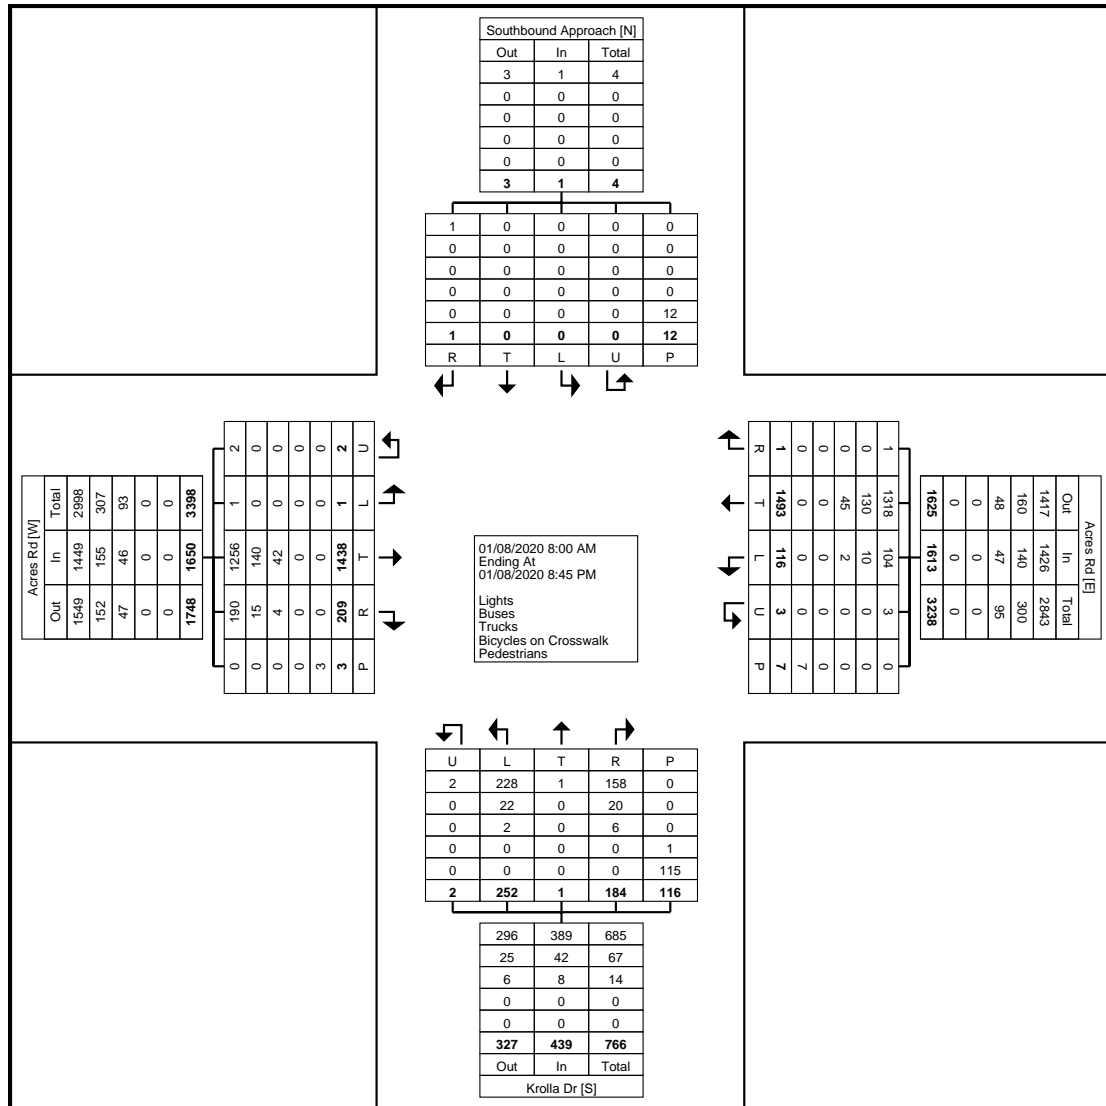 Southbound Approach [N]
Out In Total
3 1 4
0 0 0
0 0 0
0 0 0
0 0 0
3 1 4
1 0 0 0 0
0 0 0 0 0
0 0 0 0 0
0 0 0 0 0
0 0 0 0 12
1 0 0 0 12
R T L U P
Acres Rd [W]
Total 2998 307 93 0 0 3398
In 1449 155 46 0 0 1650
Out 1549 152 47 0 0 1748
2 0 0 0 0 2 U
1 0 0 0 0 1 L
1256 140 42 0 0 1438 T
190 15 4 0 0 209 R
0 0 0 0 3 3 P
01/08/2020 8:00 AM
Ending At
01/08/2020 8:45 PM
Lights
Buses
Trucks
Bicycles on Crosswalk
Pedestrians
R 1 0 0 0 0 1
T 1493 0 0 45 130 1318
L 116 0 0 2 10 104
U 3 0 0 0 0 3
P 7 7 0 0 0 0
1625 0 0 48 160 1417 Out
1613 0 0 47 140 1426 In
3238 0 0 95 300 2843 Total
Acres Rd [E]
U L T R P
2 228 1 158 0
0 22 0 20 0
0 2 0 6 0
0 0 0 0 1
0 0 0 0 115
2 252 1 184 116
296 389 685
25 42 67
6 8 14
0 0 0
0 0 0
327 439 766
Out In Total
Krolla Dr [S]